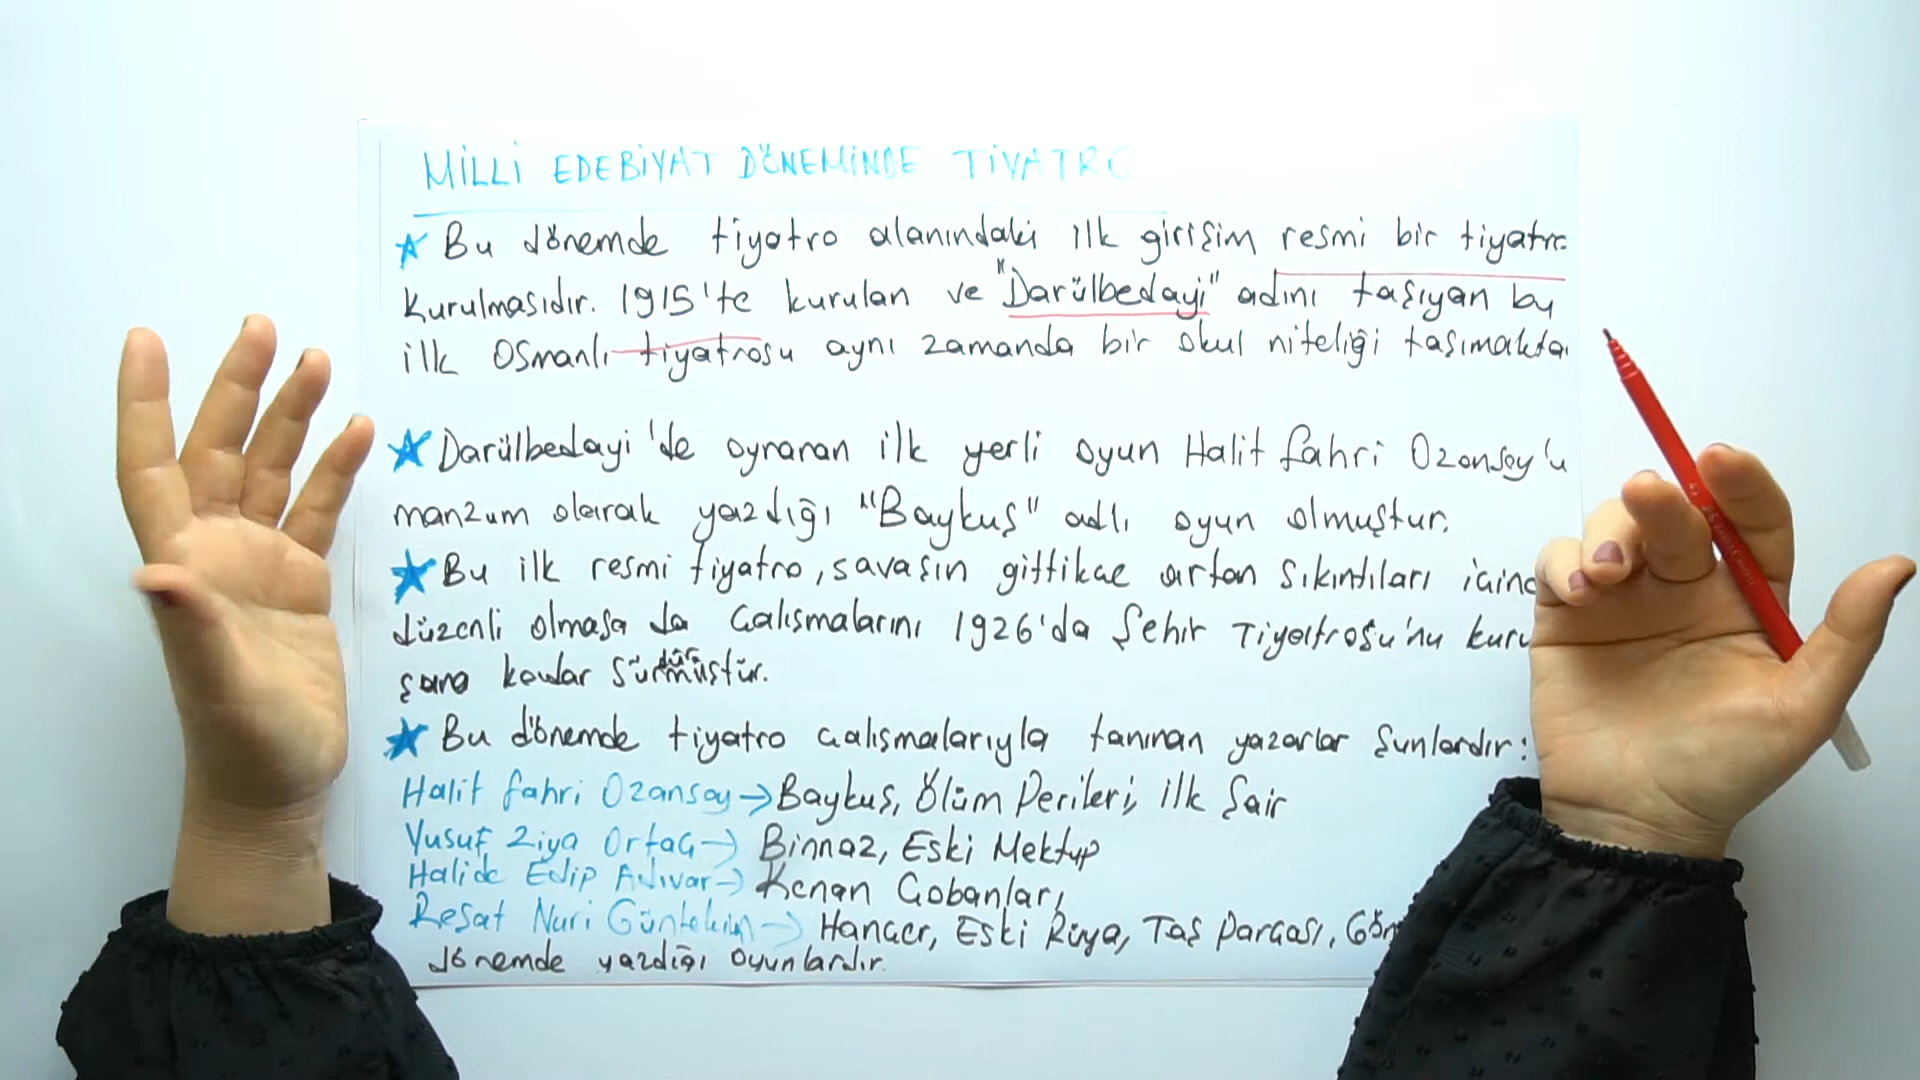 MİLLİ EDEBİYAT DÖNEMİNDE TİYATRO
Bu dönemde tiyatro alanındaki ilk girişim resmi bir tiyatro
kurulmasıdır. 1915'te kurulan ve "Darülbedayi" adını taşıyan bu
ilk Osmanlı tiyatrosu aynı zamanda bir okul niteliği taşımakta
Darülbedayi'de oynanan ilk yerli oyun Halit Fahri Ozansoy'u
manzum olarak yazdığı "Baykuş" adlı oyun olmuştur.
Bu ilk resmi tiyatro, savaşın gittikçe artan sıkıntıları içinde
düzenli olmasa da çalışmalarını 1926'da Şehir Tiyatrosu'nu kuru
şuna kadar sürdürmüştür.
Bu dönemde tiyatro çalışmalarıyla tanınan yazarlar şunlardır:
Halit Fahri Ozansoy → Baykuş, Ölüm Perileri, İlk Şair
Yusuf Ziya Ortaç → Binnaz, Eski Mektup
Halide Edip Adıvar → Kenan Çobanları
Reşat Nuri Güntekin → Hançer, Eski Rüya, Taş Parçası, Gön
dönemde yazdığı oyunlardır.